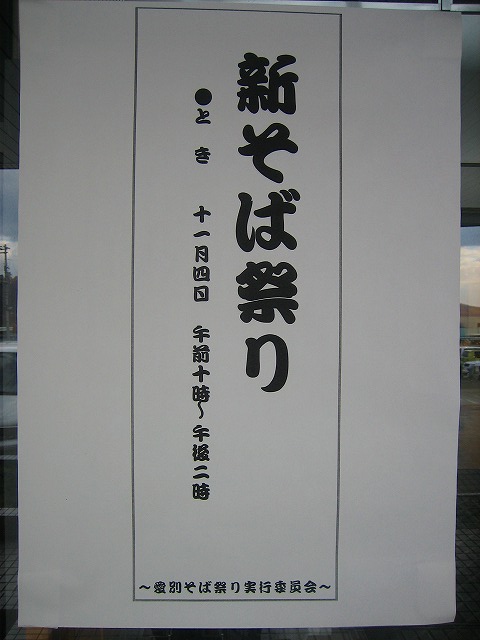 新そば祭り
●とき 十一月四日 午前十時~午後二時
~愛別そば祭り実行委員会~